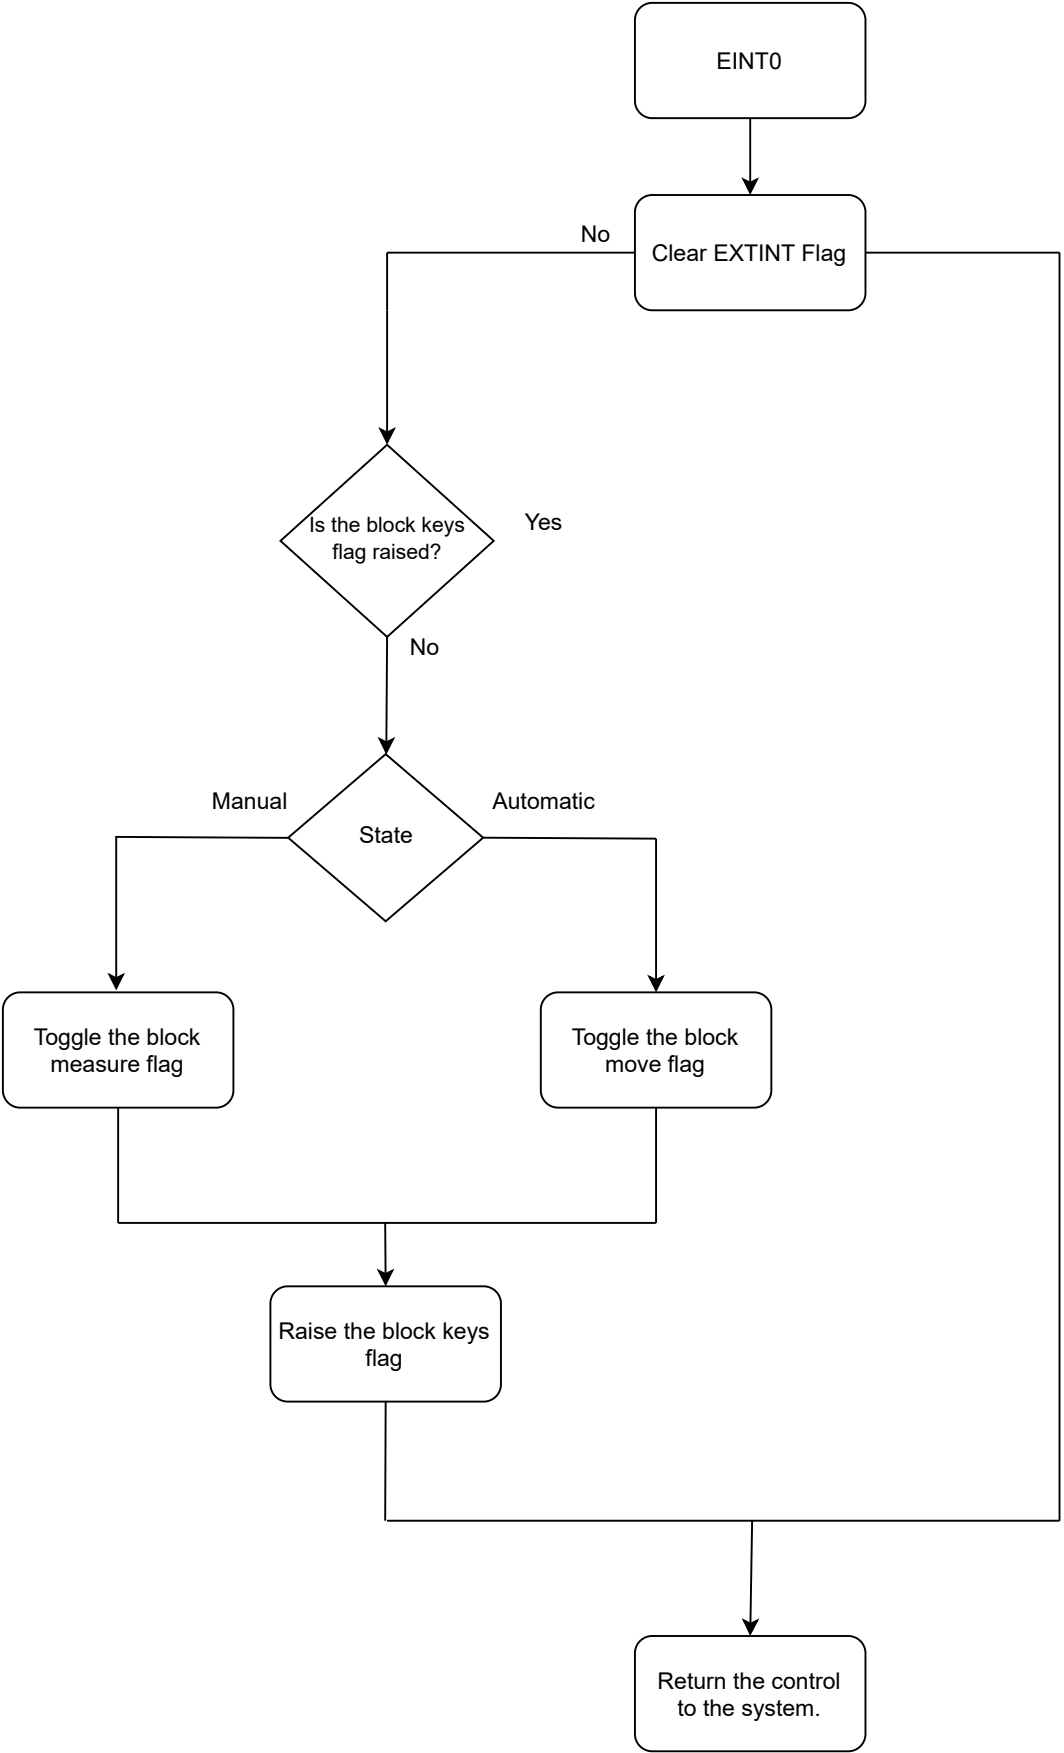 EINT0
No
Clear EXTINT Flag
Is the block keys
flag raised?
Yes
No
Manual
Automatic
State
Toggle the block
measure flag
Toggle the block
move flag
Raise the block keys
flag
Return the control
to the system.